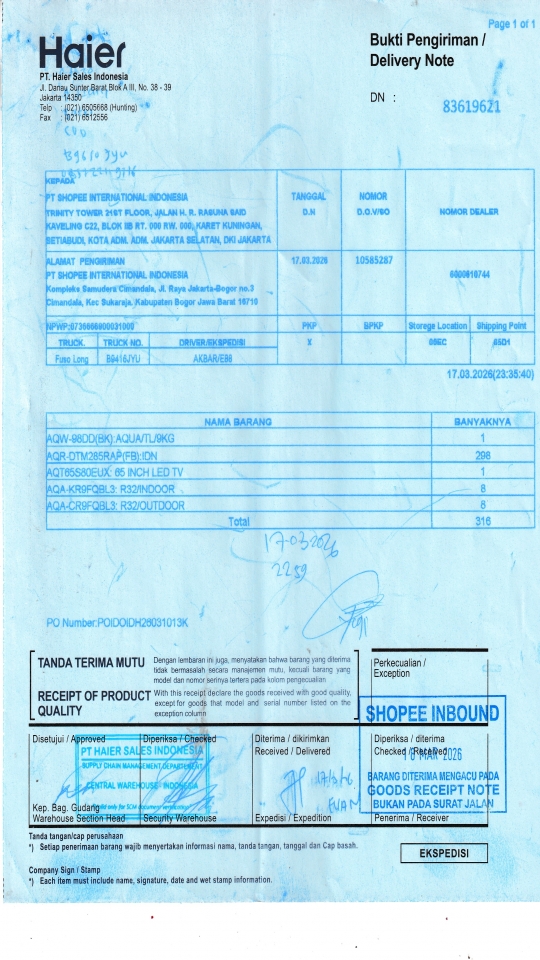 Page 1 of 1
Haier
Bukti Pengiriman /
Delivery Note
PT. Haier Sales Indonesia
Jl. Danau Sunter Barat Blok A III, No. 38 - 39
Jakarta 14350
Telp : (021) 6505668 (Hunting)
Fax : (021) 6512556
DN : 83619621
KEPADA
PT SHOPEE INTERNATIONAL INDONESIA
TRINITY TOWER 21ST FLOOR, JALAN H. R. RASUNA SAID
KAVELING C22, BLOK IIB RT. 000 RW. 000, KARET KUNINGAN,
SETIABUDI, KOTA ADM. ADM. JAKARTA SELATAN, DKI JAKARTA
TANGGAL
D.N
NOMOR
D.O.V/SO
NOMOR DEALER
ALAMAT PENGIRIMAN
PT SHOPEE INTERNATIONAL INDONESIA
Kompleks Samudera Cimandala, Jl. Raya Jakarta-Bogor no.3
Cimandala, Kec Sukaraja, Kabupaten Bogor Jawa Barat 16710
17.03.2026
10585287
NPWP:
PKP
BPKP
Storege Location
Shipping Point
TRUCK.
TRUCK NO.
DRIVER/EKSPEDISI
X
65D1
Fuso Long
B9416JYU
17.03.2026(23:35:40)
NAMA BARANG
BANYAKNYA
AQW-98DD(BK):AQUA/TL/9KG 1
AQR-DTM285RAP(FB):IDN 298
AQT65S80EUX: 65 INCH LED TV 1
AQA-KR9FQBL3: R32/INDOOR 8
AQA-CR9FQBL3: R32/OUTDOOR 8
Total 316
17-03-2026
2259
PO Number:POIDOIDH26031013K
TANDA TERIMA MUTU
Dengan lembaran ini juga, menyatakan bahwa barang yang diterima
tidak bermasalah secara manajemen mutu, kecuali barang yang
model dan nomor serinya tertera pada kolom pengecualian
RECEIPT OF PRODUCT
QUALITY
With this receipt declare the goods received with good quality,
except for goods that model and serial number listed on the
exception column
Perkecualian /
Exception
SHOPEE INBOUND
Disetujui / Approved
Diperiksa / Checked
Diterima / dikirimkan
Received / Delivered
Diperiksa / diterima
Checked / Received
MAR 2026
PT HAIER SALES INDONESIA
SUPPLY CHAIN MANAGEMENT DEPARTEMENT
CENTRAL WAREHOUSE INDONESIA
BARANG DITERIMA MENGACU PADA
GOODS RECEIPT NOTE
BUKAN PADA SURAT JALAN
Kep. Bag. Gudang
Warehouse Section Head
Security Warehouse
Expedisi / Expedition
Penerima / Receiver
Tanda tangan/cap perusahaan
*) Setiap penerimaan barang wajib menyertakan informasi nama, tanda tangan, tanggal dan Cap basah.
EKSPEDISI
Company Sign / Stamp
*) Each item must include name, signature, date and wet stamp information.